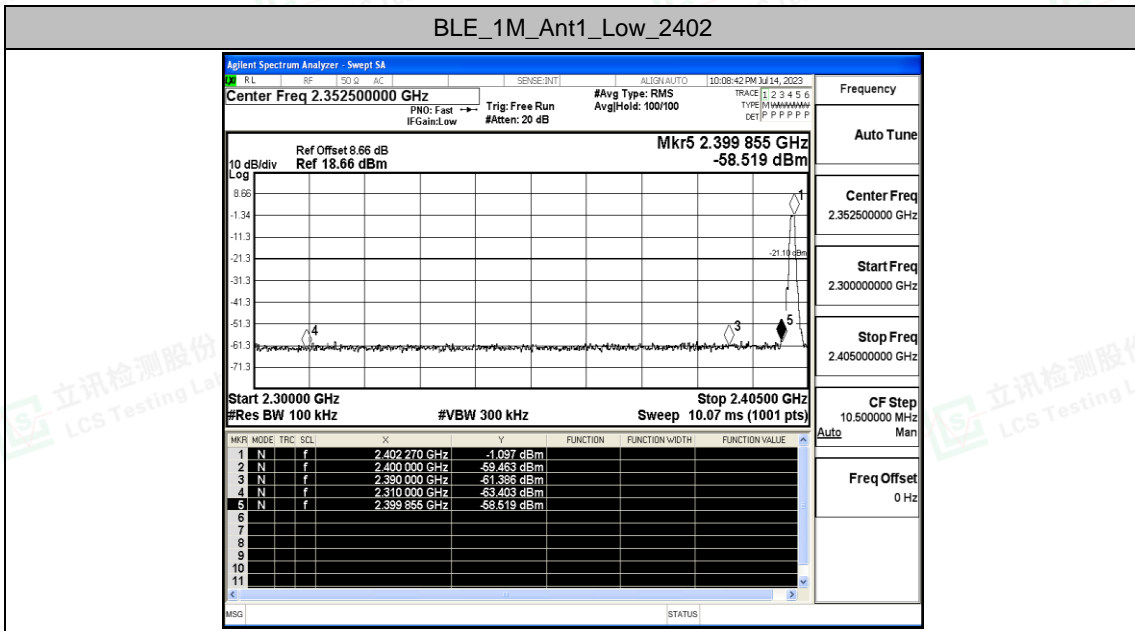 BLE_1M_Ant1_Low_2402
Agilent Spectrum Analyzer - Swept SA
RL RF 50 Ω AC SENSE:INT ALIGN AUTO 10:08:42 PM Jul 14, 2023
Center Freq 2.352500000 GHz
PNO: Fast
IFGain:Low
Trig: Free Run
#Atten: 20 dB
#Avg Type: RMS
Avg|Hold: 100/100
TRACE 1 2 3 4 5 6
TYPE M W W W W W
DET P P P P P P
Ref Offset 8.66 dB
10 dB/div Ref 18.66 dBm
Log
Mkr5 2.399 855 GHz
-58.519 dBm
8.66
-1.34
-11.3
-21.3
-31.3
-41.3
-51.3
-61.3
-71.3
1
-21.10 dBm
4
3
5
Start 2.30000 GHz Stop 2.40500 GHz
#Res BW 100 kHz #VBW 300 kHz Sweep 10.07 ms (1001 pts)
MKR MODE TRC SCL X Y FUNCTION FUNCTION WIDTH FUNCTION VALUE
1 N f 2.402 270 GHz -1.097 dBm
2 N f 2.400 000 GHz -59.463 dBm
3 N f 2.390 000 GHz -61.386 dBm
4 N f 2.310 000 GHz -63.403 dBm
5 N f 2.399 855 GHz -58.519 dBm
6
7
8
9
10
11
MSG STATUS
Frequency
Auto Tune
Center Freq
2.352500000 GHz
Start Freq
2.300000000 GHz
Stop Freq
2.405000000 GHz
CF Step
10.500000 MHz
Auto Man
Freq Offset
0 Hz
立讯检测股份
LCS Testing Lab
立讯检测股份
LCS Testing L